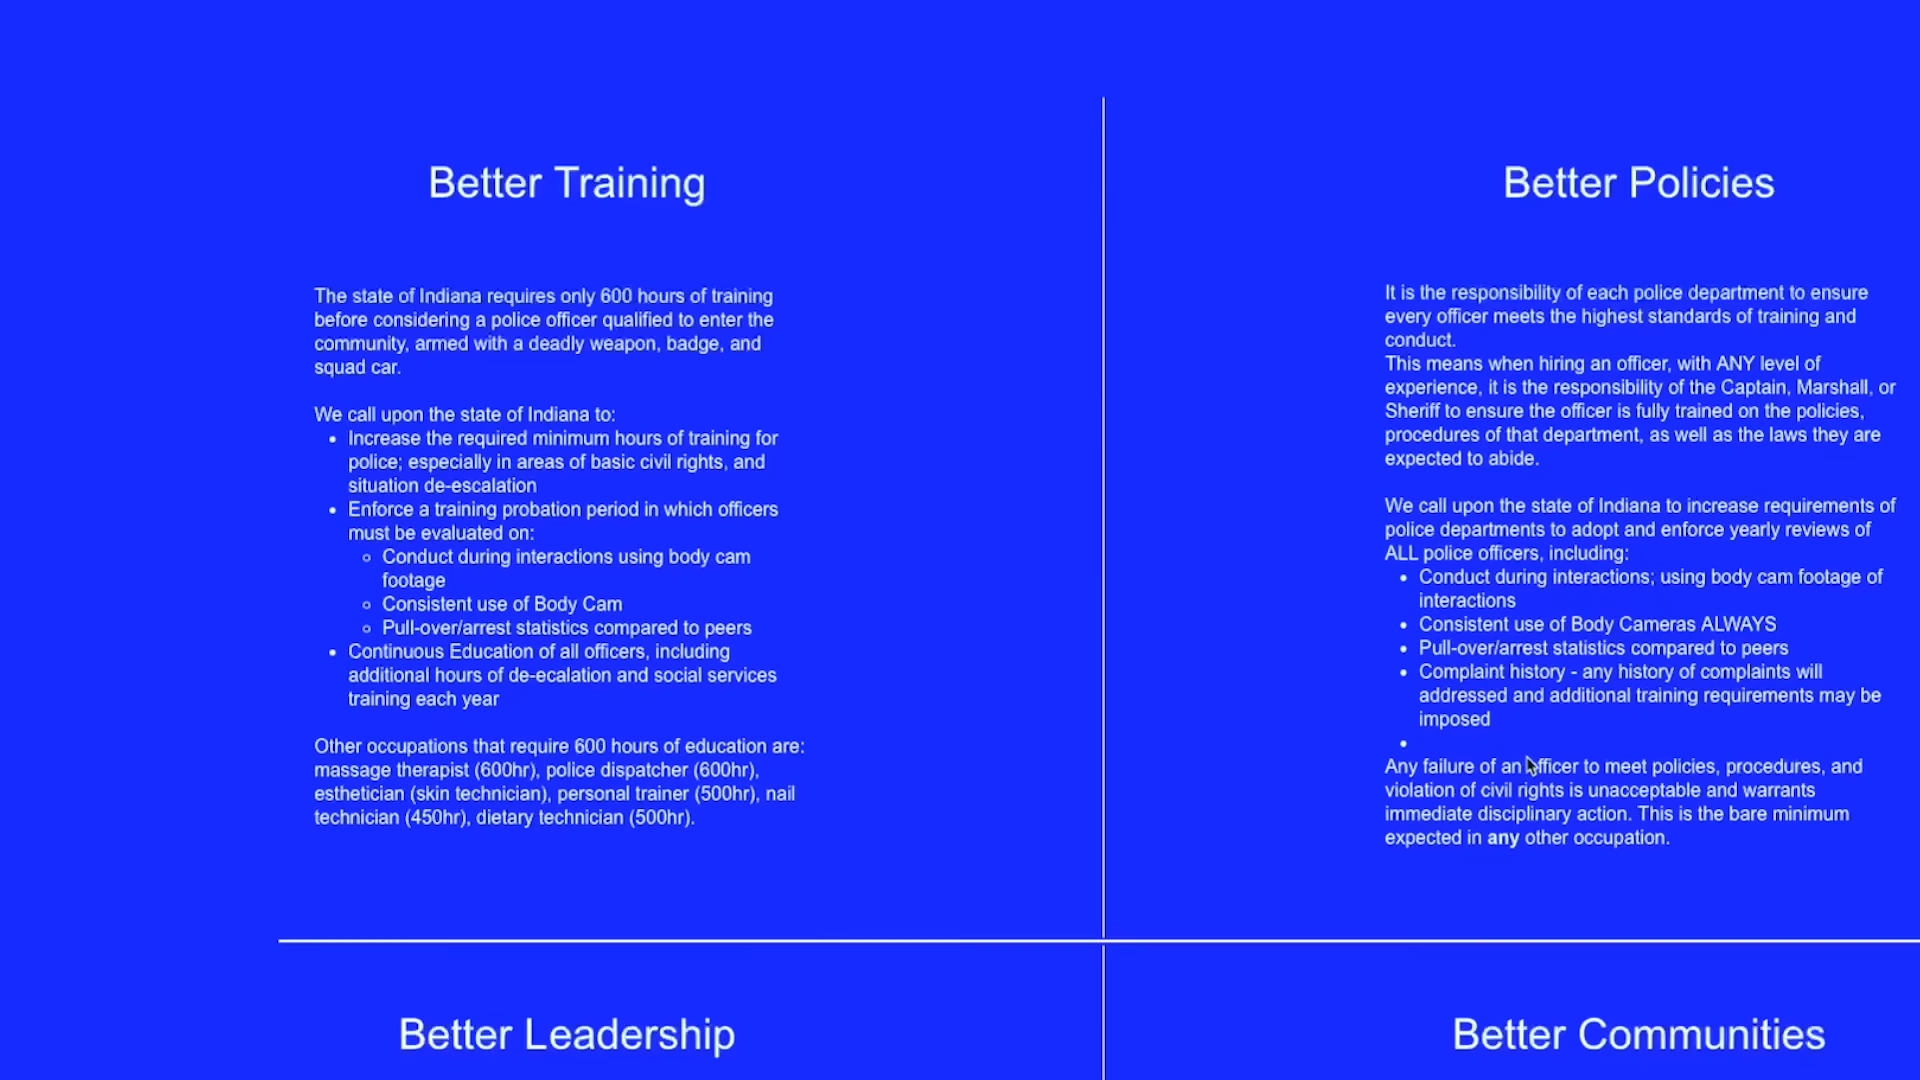 Better Training
The state of Indiana requires only 600 hours of training
before considering a police officer qualified to enter the
community, armed with a deadly weapon, badge, and
squad car.
We call upon the state of Indiana to:
• Increase the required minimum hours of training for
police; especially in areas of basic civil rights, and
situation de-escalation
• Enforce a training probation period in which officers
must be evaluated on:
◦ Conduct during interactions using body cam
footage
◦ Consistent use of Body Cam
◦ Pull-over/arrest statistics compared to peers
• Continuous Education of all officers, including
additional hours of de-ecalation and social services
training each year
Other occupations that require 600 hours of education are:
massage therapist (600hr), police dispatcher (600hr),
esthetician (skin technician), personal trainer (500hr), nail
technician (450hr), dietary technician (500hr).
Better Policies
It is the responsibility of each police department to ensure
every officer meets the highest standards of training and
conduct.
This means when hiring an officer, with ANY level of
experience, it is the responsibility of the Captain, Marshall, or
Sheriff to ensure the officer is fully trained on the policies,
procedures of that department, as well as the laws they are
expected to abide.
We call upon the state of Indiana to increase requirements of
police departments to adopt and enforce yearly reviews of
ALL police officers, including:
• Conduct during interactions; using body cam footage of
interactions
• Consistent use of Body Cameras ALWAYS
• Pull-over/arrest statistics compared to peers
• Complaint history - any history of complaints will
addressed and additional training requirements may be
imposed
•
Any failure of an officer to meet policies, procedures, and
violation of civil rights is unacceptable and warrants
immediate disciplinary action. This is the bare minimum
expected in any other occupation.
Better Leadership
Better Communities